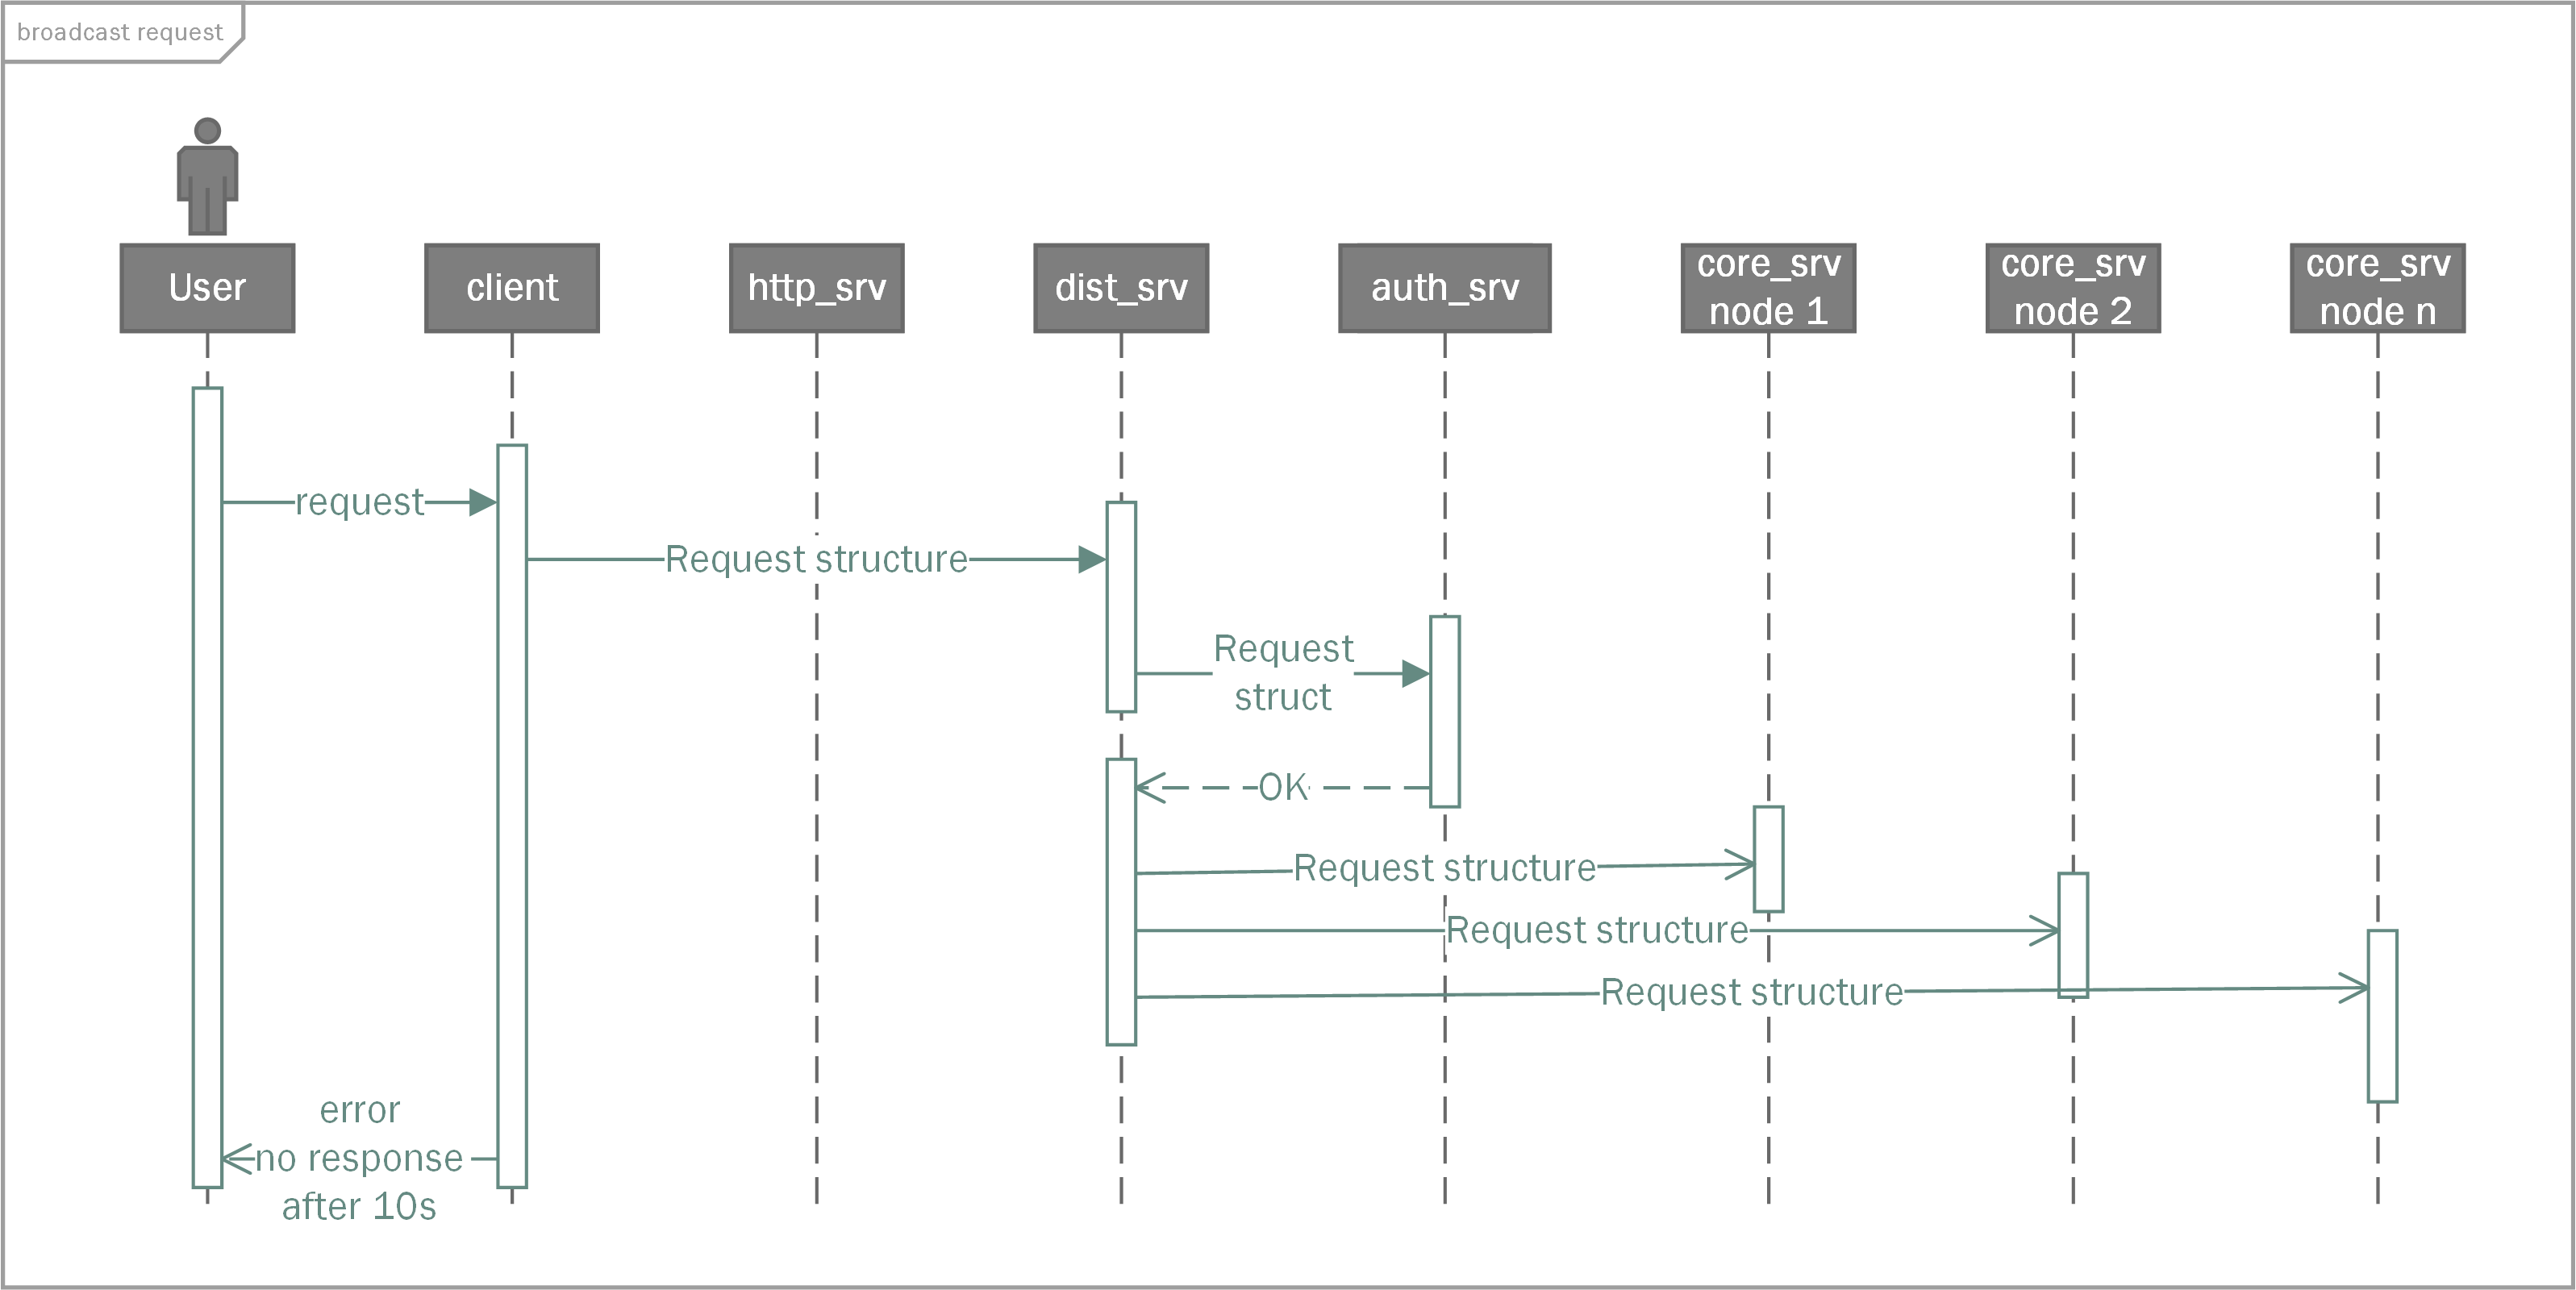 broadcast request
User
client
http_srv
dist_srv
auth_srv
core_srv
node 1
core_srv
node 2
core_srv
node n
request
Request structure
Request
struct
OK
Request structure
Request structure
Request structure
error
no response
after 10s